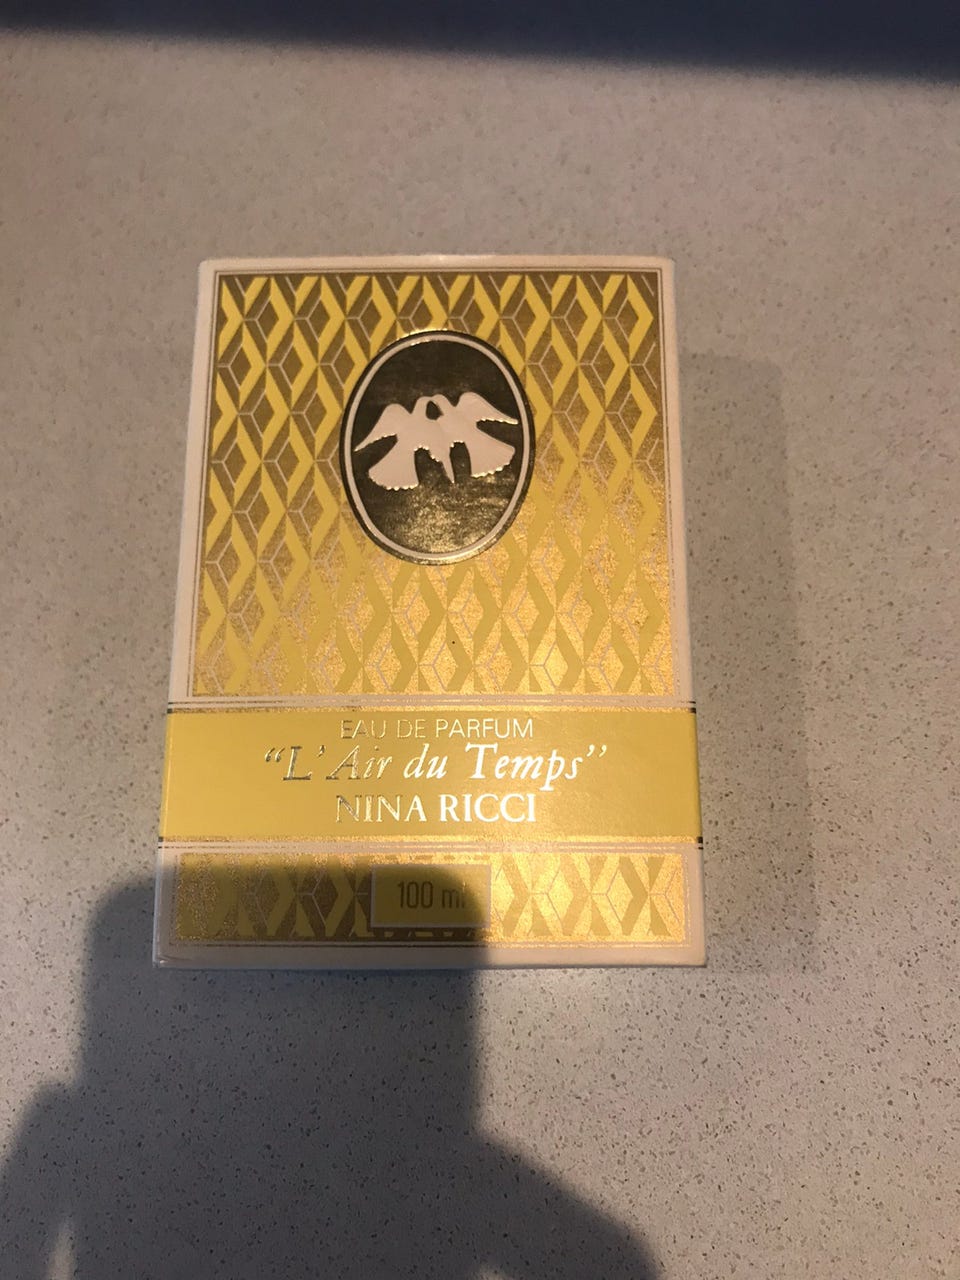 EAU DE PARFUM
“L’Air du Temps”
NINA RICCI
100 ml